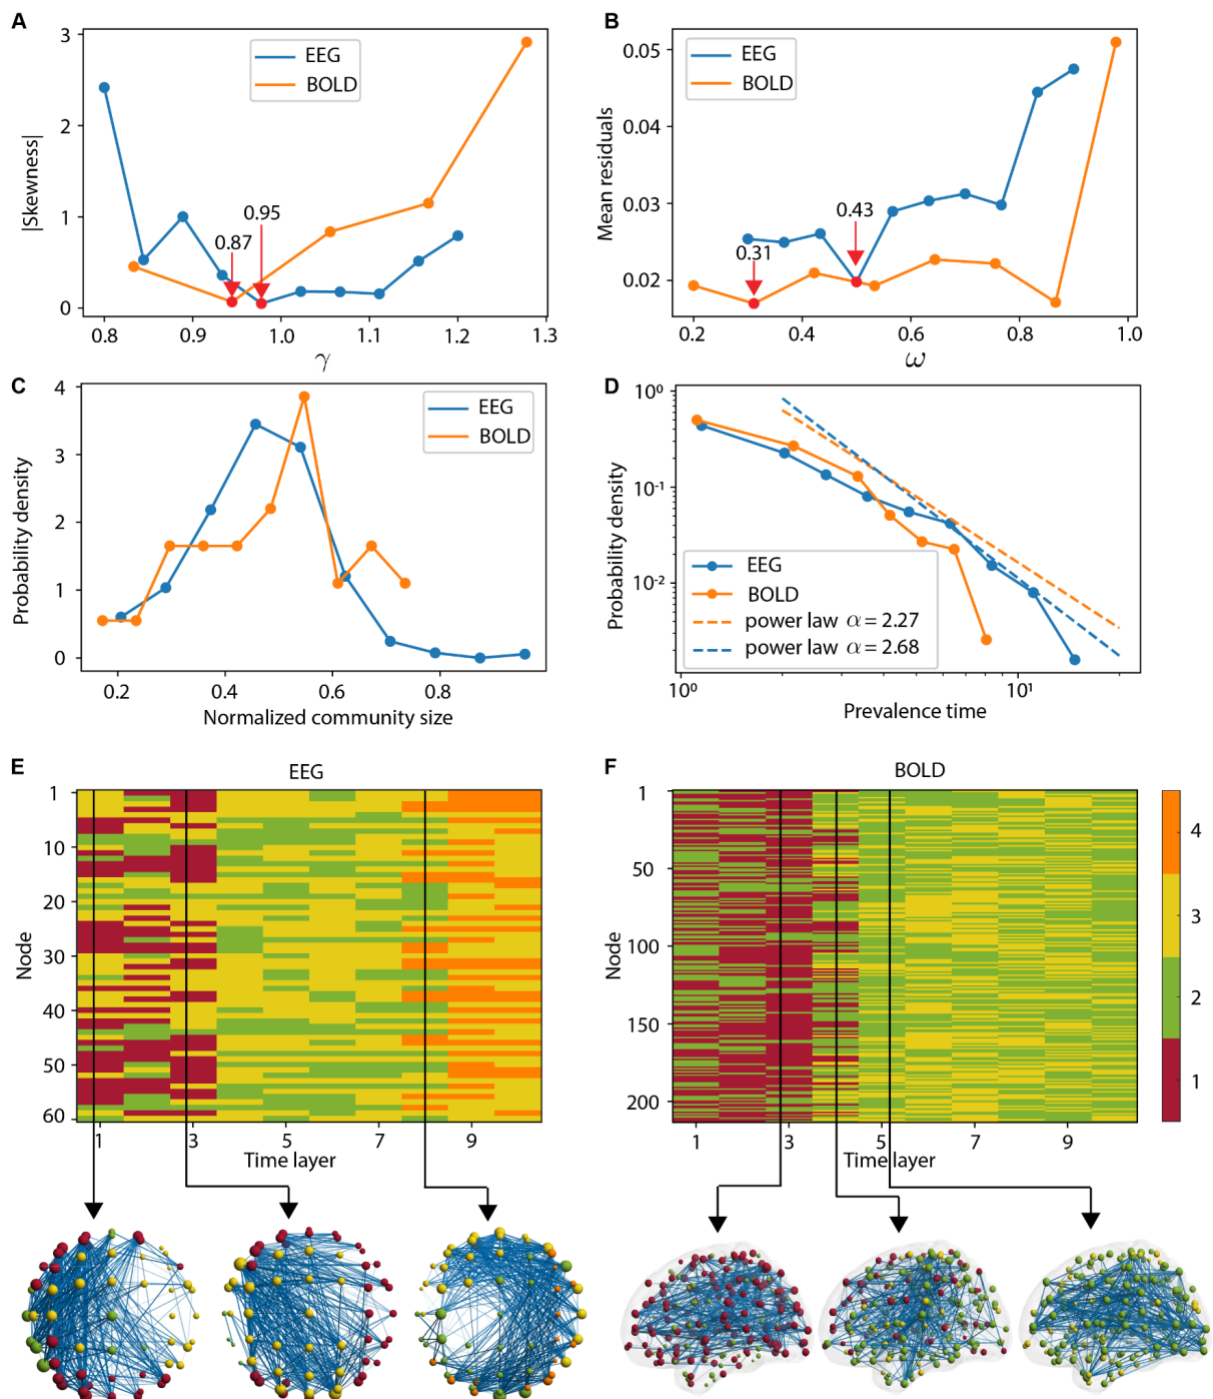 A
EEG
BOLD
0.87
0.95
|Skewness|
3
2
1
0
0.8 0.9 1.0 1.1 1.2 1.3
γ
B
EEG
BOLD
0.31
0.43
Mean residuals
0.05
0.04
0.03
0.02
0.2 0.4 0.6 0.8 1.0
ω
C
EEG
BOLD
Probability density
4
3
2
1
0
0.2 0.4 0.6 0.8
Normalized community size
D
Probability density
10⁰
10⁻¹
10⁻²
EEG
BOLD
power law α = 2.27
power law α = 2.68
10⁰ 10¹
Prevalence time
E
EEG
Node
1
10
20
30
40
50
60
1 3 5 7 9
Time layer
F
BOLD
Node
1
50
100
150
200
1 3 5 7 9
Time layer
4
3
2
1